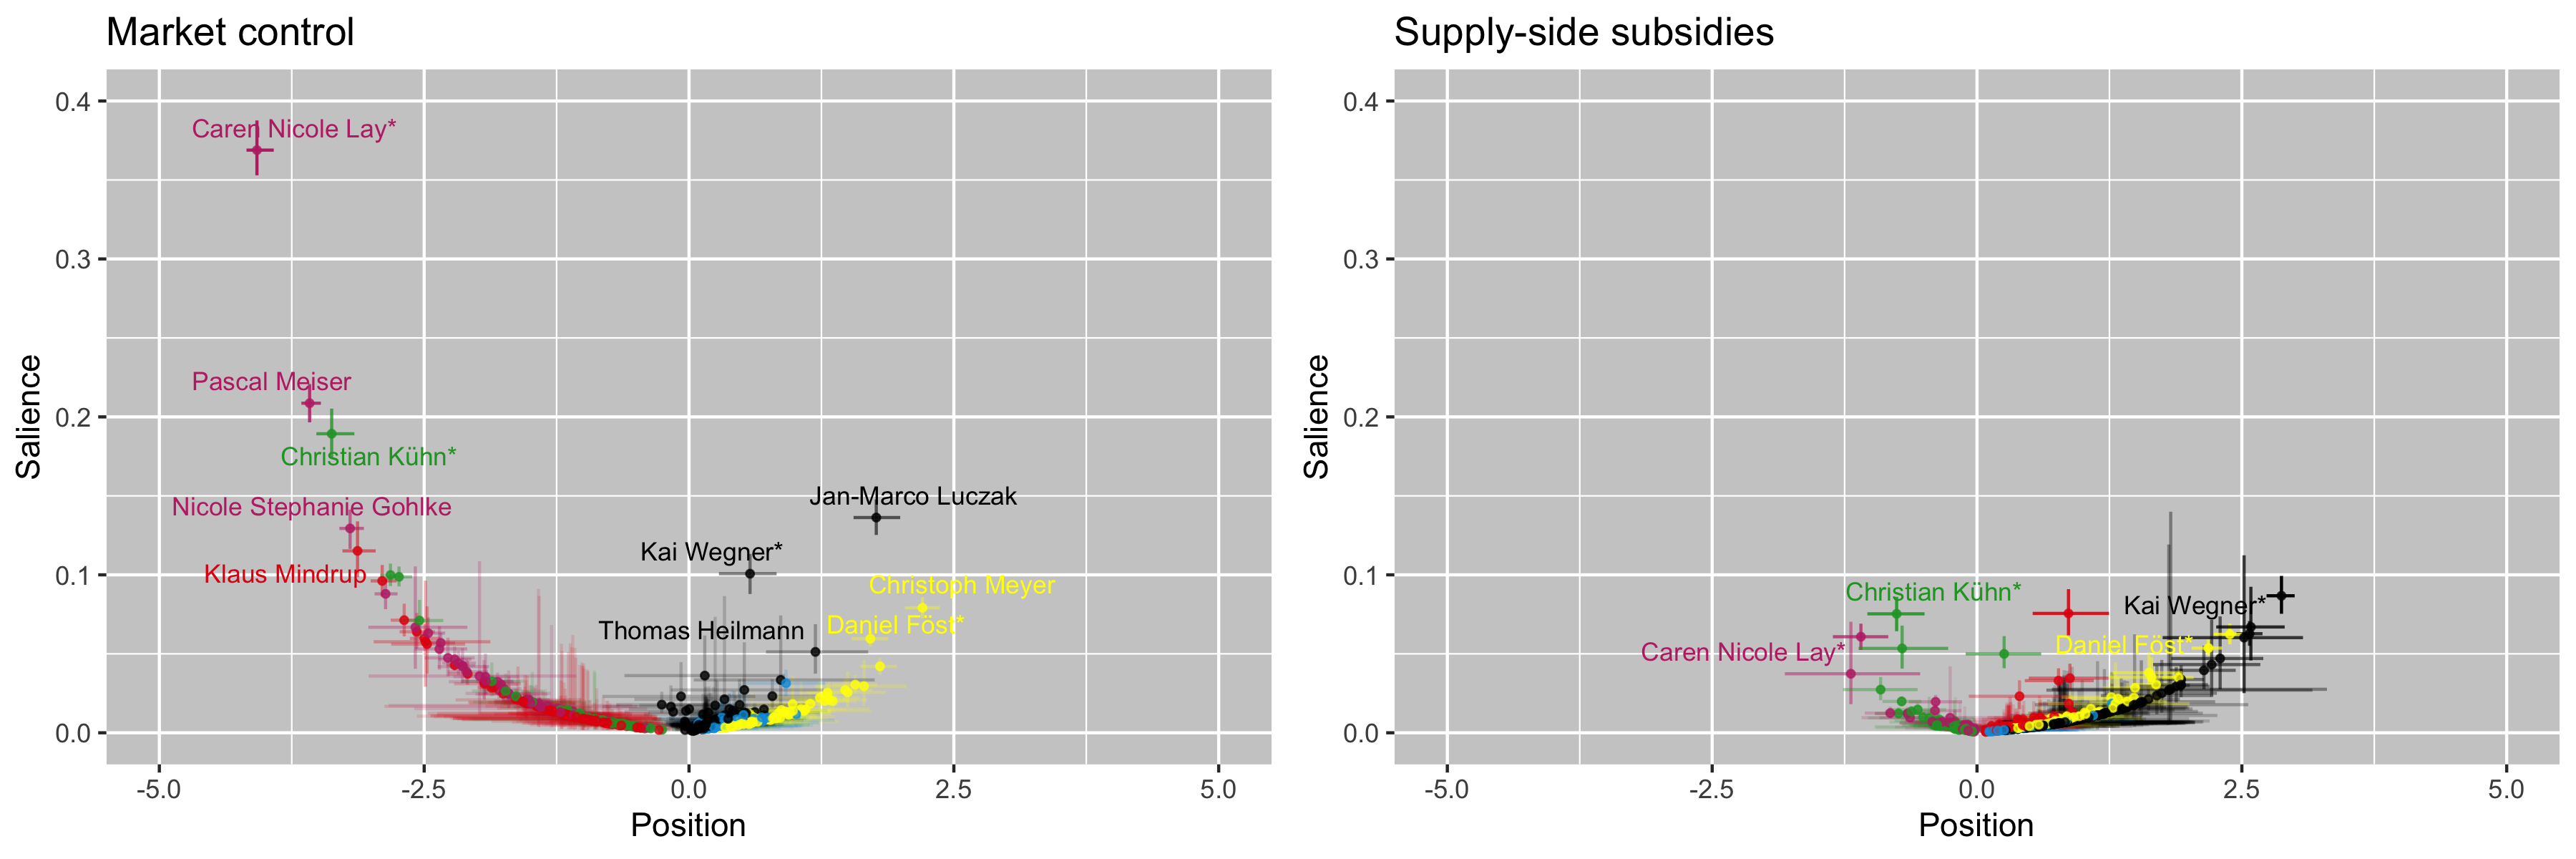 Market control
Salience
0.4
0.3
0.2
0.1
0.0
Caren Nicole Lay*
Pascal Meiser
Christian Kühn*
Nicole Stephanie Gohlke
Klaus Mindrup
Jan-Marco Luczak
Kai Wegner*
Christoph Meyer
Daniel Föst*
Thomas Heilmann
-5.0
-2.5
0.0
2.5
5.0
Position
Supply-side subsidies
Salience
0.4
0.3
0.2
0.1
0.0
Christian Kühn*
Kai Wegner*
Daniel Föst*
Caren Nicole Lay*
-5.0
-2.5
0.0
2.5
5.0
Position